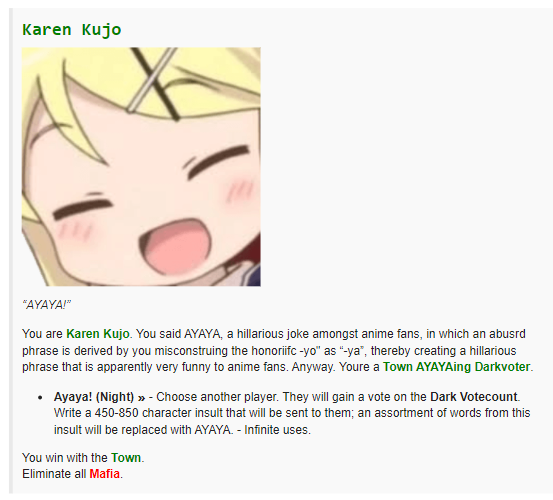 Karen Kujo
“AYAYA!”
You are Karen Kujo. You said AYAYA, a hillarious joke amongst anime fans, in which an abusrd
phrase is derived by you misconstruing the honoriifc -yo” as “-ya”, thereby creating a hillarious
phrase that is apparently very funny to anime fans. Anyway. Youre a Town AYAYAing Darkvoter.
• Ayaya! (Night) » - Choose another player. They will gain a vote on the Dark Votecount.
Write a 450-850 character insult that will be sent to them; an assortment of words from this
insult will be replaced with AYAYA. - Infinite uses.
You win with the Town.
Eliminate all Mafia.